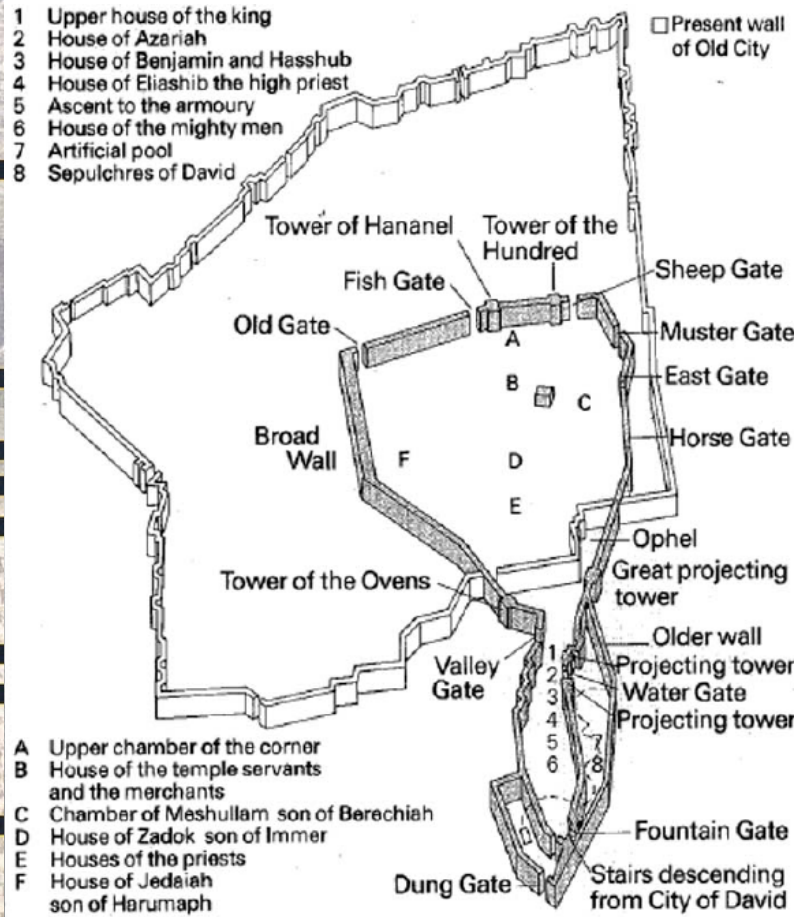 1 Upper house of the king
2 House of Azariah
3 House of Benjamin and Hasshub
4 House of Eliashib the high priest
5 Ascent to the armoury
6 House of the mighty men
7 Artificial pool
8 Sepulchres of David
Present wall
of Old City
Tower of Hananel
Tower of the
Hundred
Fish Gate
Sheep Gate
Old Gate
Muster Gate
A
East Gate
B
C
Horse Gate
Broad
Wall
F
D
E
Ophel
Tower of the Ovens
Great projecting
tower
Older wall
Valley
Gate
1
Projecting tower
2
Water Gate
3
Projecting tower
4
5
7
6
8
A Upper chamber of the corner
B House of the temple servants
and the merchants
C Chamber of Meshullam son of Berechiah
D House of Zadok son of Immer
E Houses of the priests
F House of Jedaiah
son of Harumaph
Fountain Gate
Dung Gate
Stairs descending
from City of David